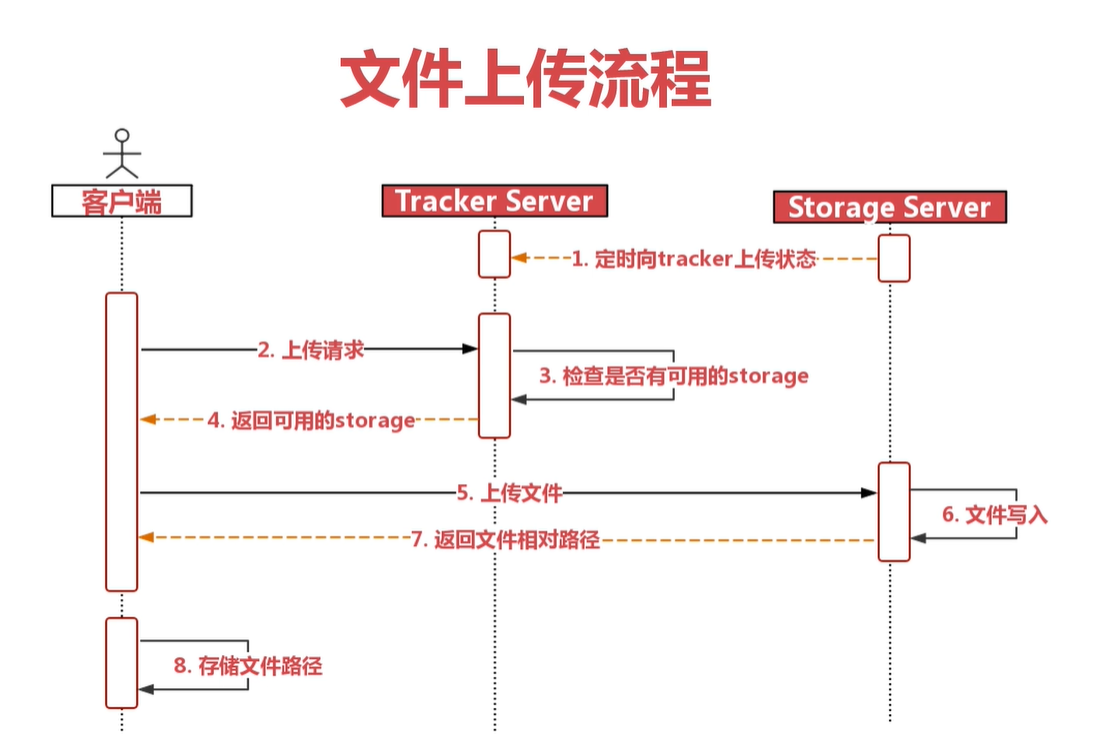 文件上传流程
客户端
Tracker Server
Storage Server
1. 定时向tracker上传状态
2. 上传请求
3. 检查是否有可用的storage
4. 返回可用的storage
5. 上传文件
6. 文件写入
7. 返回文件相对路径
8. 存储文件路径